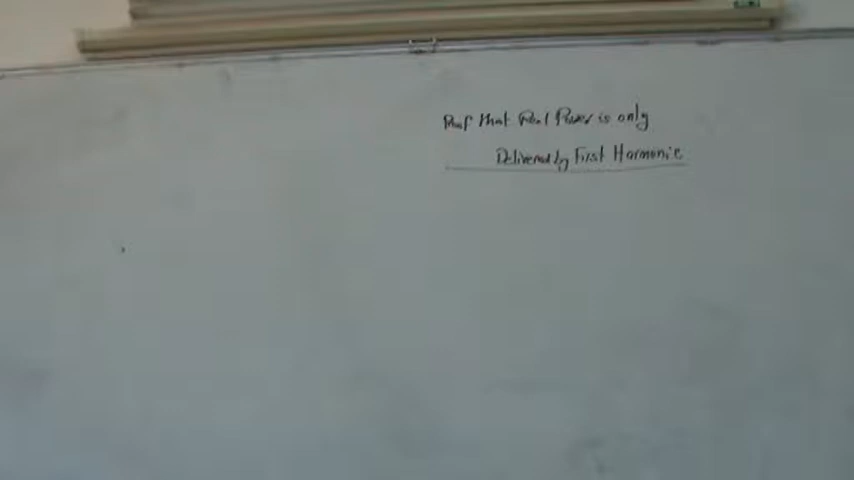 Proof that Real Power is only
Delivered by First Harmonic